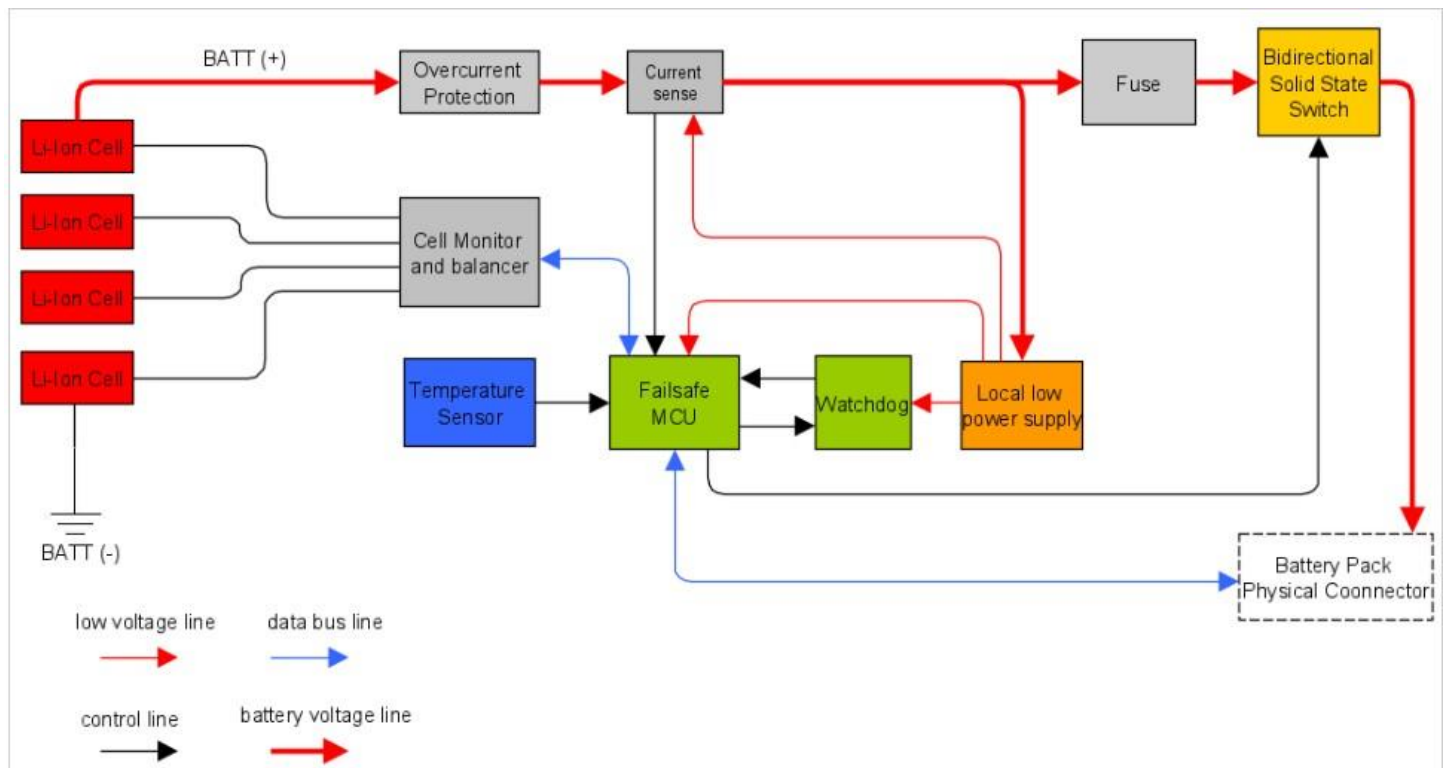 BATT (+)
Overcurrent
Protection
Current
sense
Fuse
Bidirectional
Solid State
Switch
Li-Ion Cell
Li-Ion Cell
Li-Ion Cell
Li-Ion Cell
Cell Monitor
and balancer
Temperature
Sensor
Failsafe
MCU
Watchdog
Local low
power supply
BATT (-)
Battery Pack
Physical Coonnector
low voltage line
data bus line
control line
battery voltage line